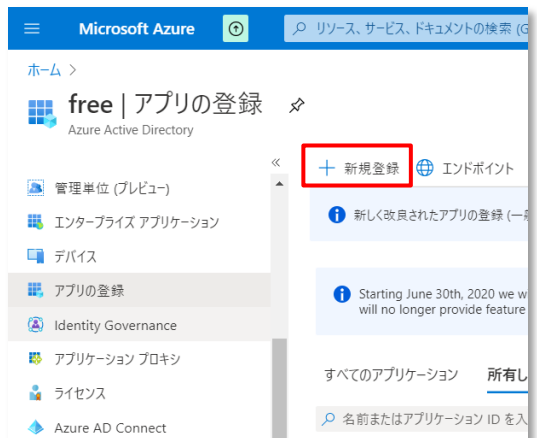 Microsoft Azure
リソース、サービス、ドキュメントの検索 (G
ホーム >
free | アプリの登録
Azure Active Directory
«
管理単位 (プレビュー)
エンタープライズ アプリケーション
デバイス
アプリの登録
Identity Governance
アプリケーション プロキシ
ライセンス
Azure AD Connect
+ 新規登録 エンドポイント
新しく改良されたアプリの登録 (一般
Starting June 30th, 2020 we w
will no longer provide feature
すべてのアプリケーション 所有し
名前またはアプリケーション ID を入